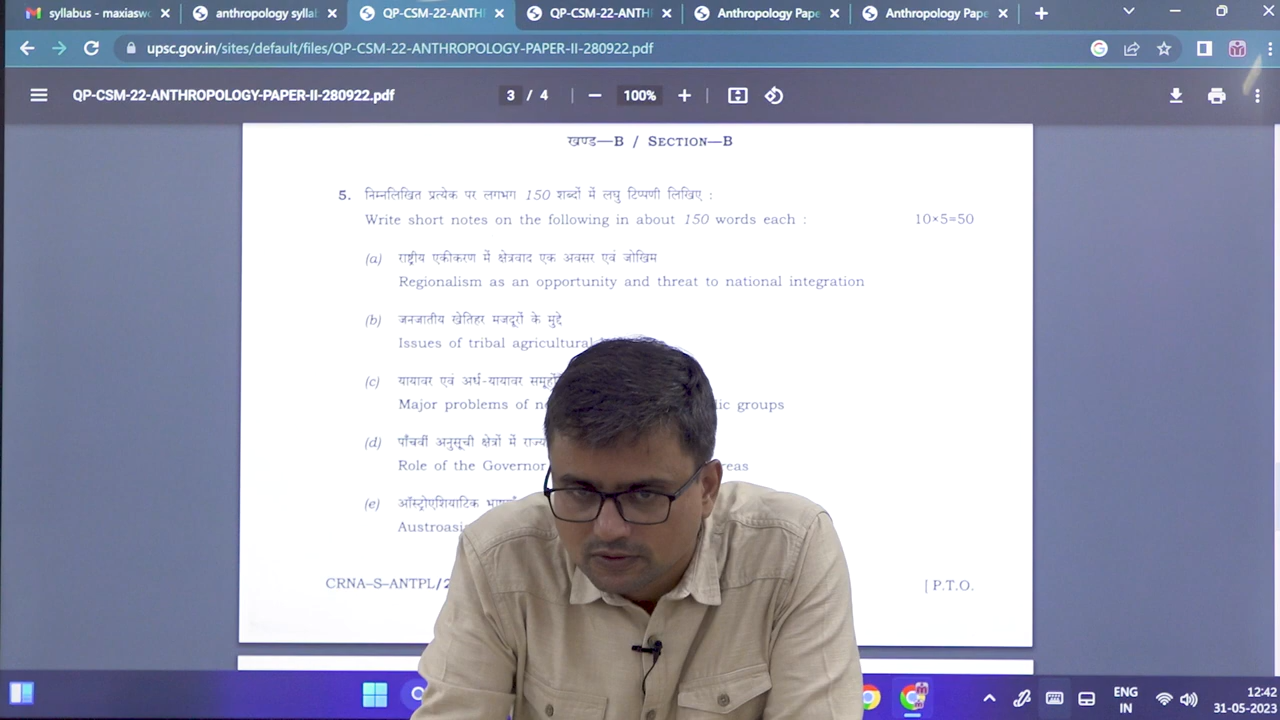 syllabus - maxiasw
anthropology syllab
QP-CSM-22-ANTH
QP-CSM-22-ANTH
Anthropology Pape
Anthropology Pape
upsc.gov.in/sites/default/files/QP-CSM-22-ANTHROPOLOGY-PAPER-II-280922.pdf
QP-CSM-22-ANTHROPOLOGY-PAPER-II-280922.pdf
3 / 4
100%
खण्ड—B / SECTION—B
5. निम्नलिखित प्रत्येक पर लगभग 150 शब्दों में लघु टिप्पणी लिखिए :
Write short notes on the following in about 150 words each : 10×5=50
(a) राष्ट्रीय एकीकरण में क्षेत्रवाद एक अवसर एवं जोखिम
Regionalism as an opportunity and threat to national integration
(b) जनजातीय खेतिहर मजदूरों के मुद्दे
Issues of tribal agricultural
(c) यायावर एवं अर्ध-यायावर समूहों
Major problems of groups
(d) पाँचवीं अनुसूची क्षेत्रों में
Role of the Governor
(e) ऑस्ट्रोएशियाटिक
CRNA–S–ANTPL/
[ P.T.O.
ENG
IN
12:42
31-05-2023